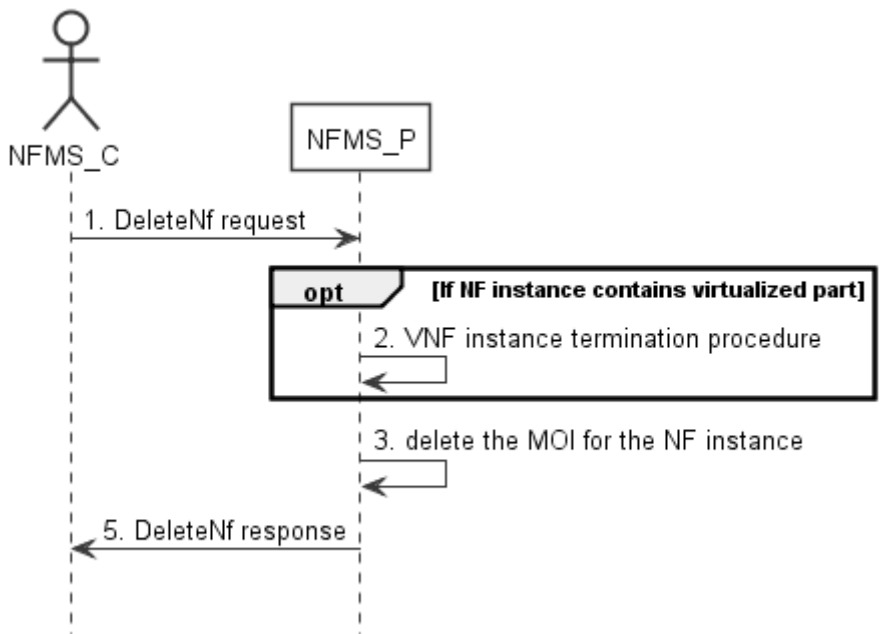 NFMS_C
NFMS_P
1. DeleteNf request
opt
[If NF instance contains virtualized part]
2. VNF instance termination procedure
3. delete the MOI for the NF instance
5. DeleteNf response